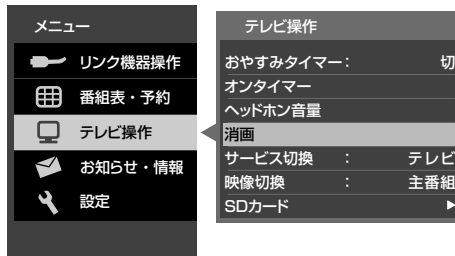 メニュー
リンク機器操作
番組表・予約
テレビ操作
お知らせ・情報
設定
テレビ操作
おやすみタイマー： 切
オンタイマー
ヘッドホン音量
消画
サービス切換 ： テレビ
映像切換 ： 主番組
SDカード